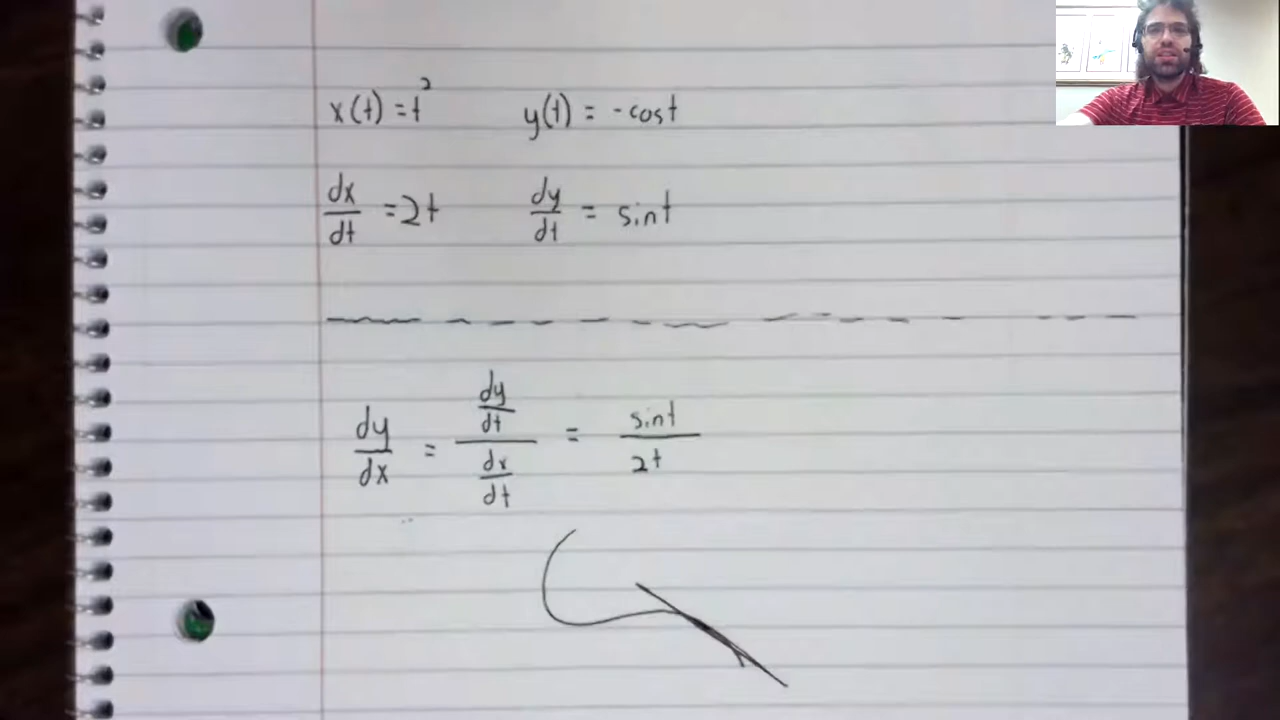 x(t) = t² y(t) = -cost
dx/dt = 2t dy/dt = sint
dy/dx = (dy/dt)/(dx/dt) = sint/2t